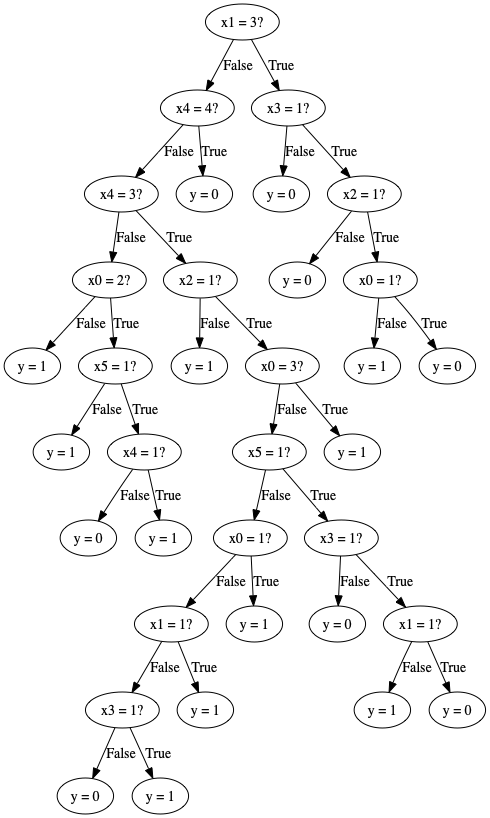 x1 = 3?
False
True
x4 = 4?
x3 = 1?
False
True
False
True
x4 = 3?
y = 0
y = 0
x2 = 1?
False
True
False
True
x0 = 2?
x2 = 1?
y = 0
x0 = 1?
False
True
False
True
False
True
y = 1
x5 = 1?
y = 1
x0 = 3?
y = 1
y = 0
False
True
False
True
y = 1
x4 = 1?
x5 = 1?
y = 1
False
True
False
True
y = 0
y = 1
x0 = 1?
x3 = 1?
False
True
False
True
x1 = 1?
y = 1
y = 0
x1 = 1?
False
True
False
True
x3 = 1?
y = 1
y = 1
y = 0
False
True
y = 0
y = 1